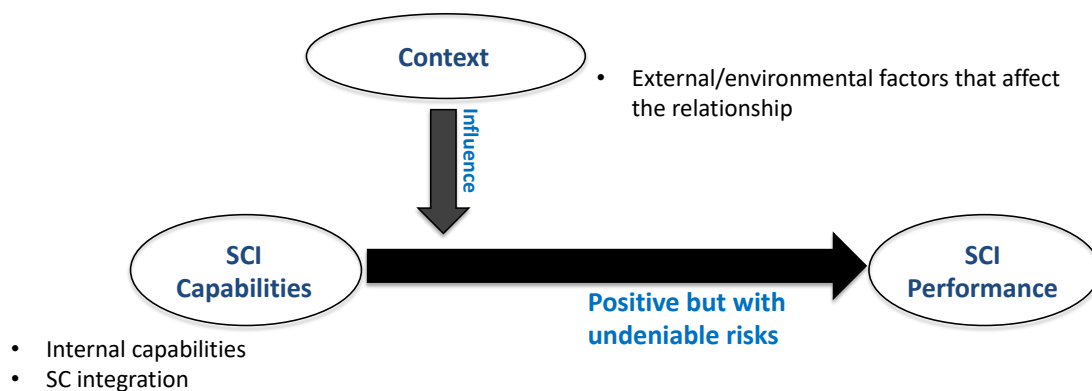 Context
• External/environmental factors that affect
the relationship
Influence
SCI
Capabilities
SCI
Performance
Positive but with
undeniable risks
• Internal capabilities
• SC integration